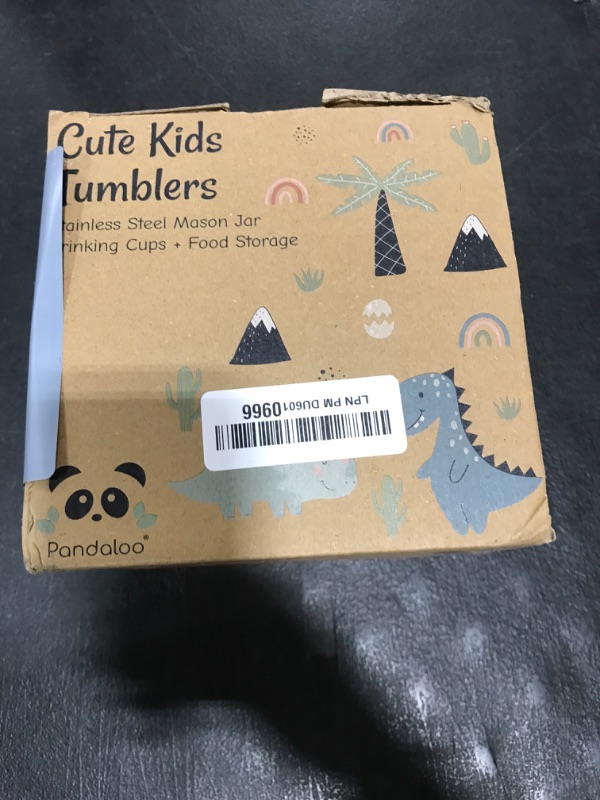 Cute Kids
Tumblers
tainless Steel Mason Jar
rinking Cups + Food Storage
LPN PM DU6010966
Pandaloo®